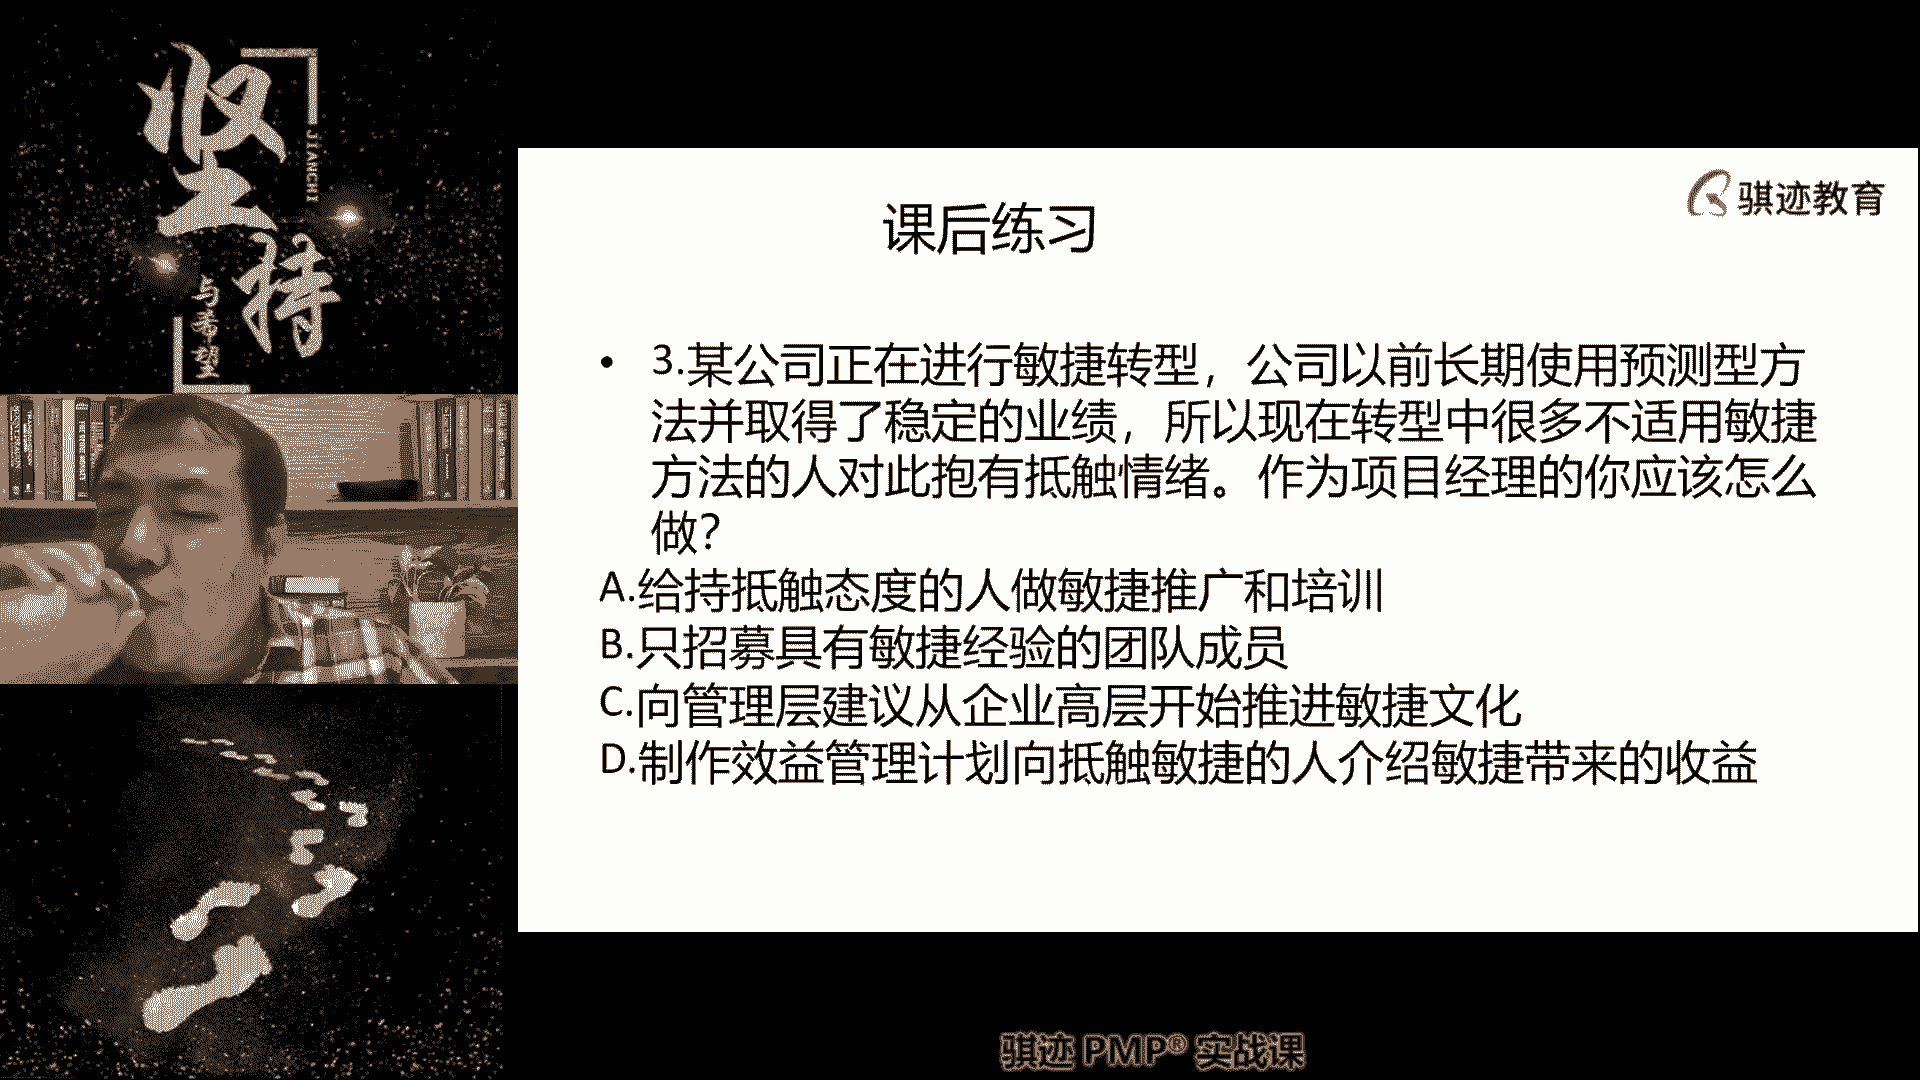 坚持
JIANCHI
与希望
骐迹教育
课后练习
• 3.某公司正在进行敏捷转型，公司以前长期使用预测型方
法并取得了稳定的业绩，所以现在转型中很多不适用敏捷
方法的人对此抱有抵触情绪。作为项目经理的你应该怎么
做？
A.给持抵触态度的人做敏捷推广和培训
B.只招募具有敏捷经验的团队成员
C.向管理层建议从企业高层开始推进敏捷文化
D.制作效益管理计划向抵触敏捷的人介绍敏捷带来的收益
骐迹 PMP® 实战课